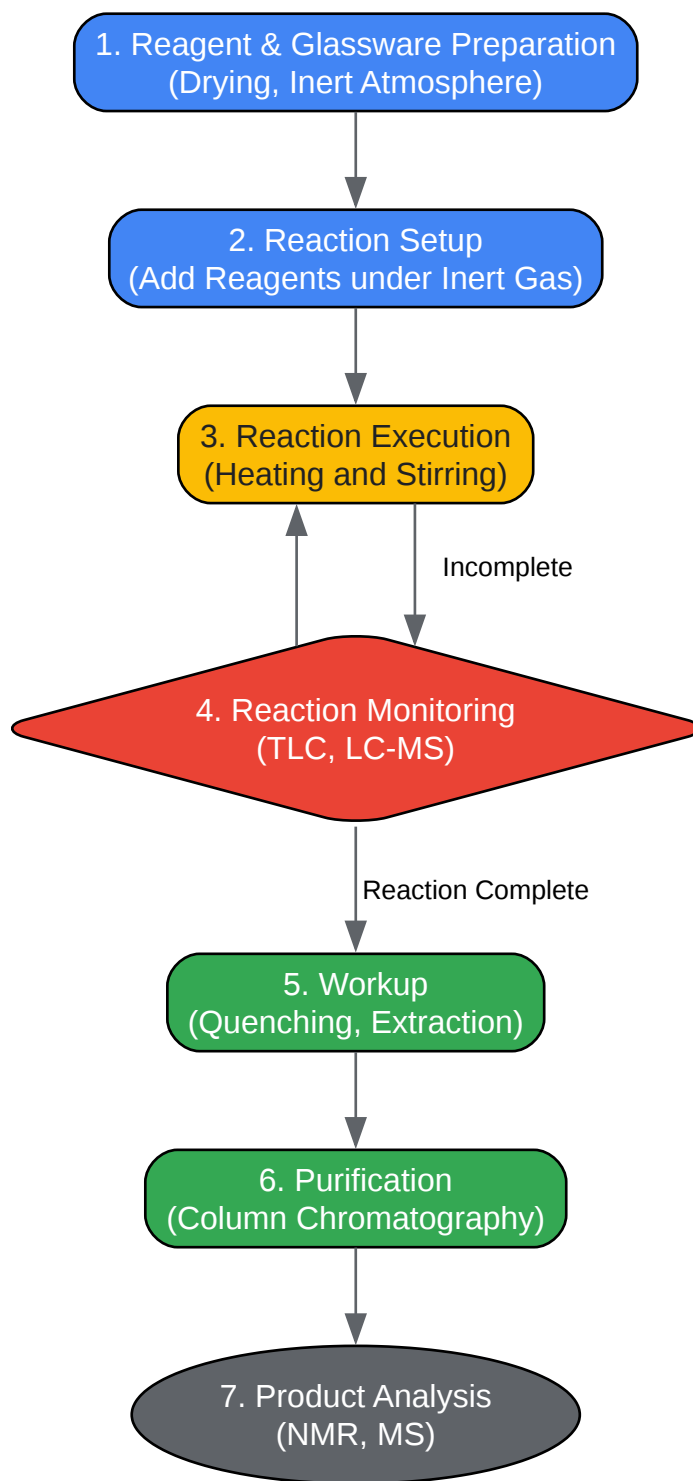 1. Reagent & Glassware Preparation
(Drying, Inert Atmosphere)
2. Reaction Setup
(Add Reagents under Inert Gas)
3. Reaction Execution
(Heating and Stirring)
Incomplete
4. Reaction Monitoring
(TLC, LC-MS)
Reaction Complete
5. Workup
(Quenching, Extraction)
6. Purification
(Column Chromatography)
7. Product Analysis
(NMR, MS)